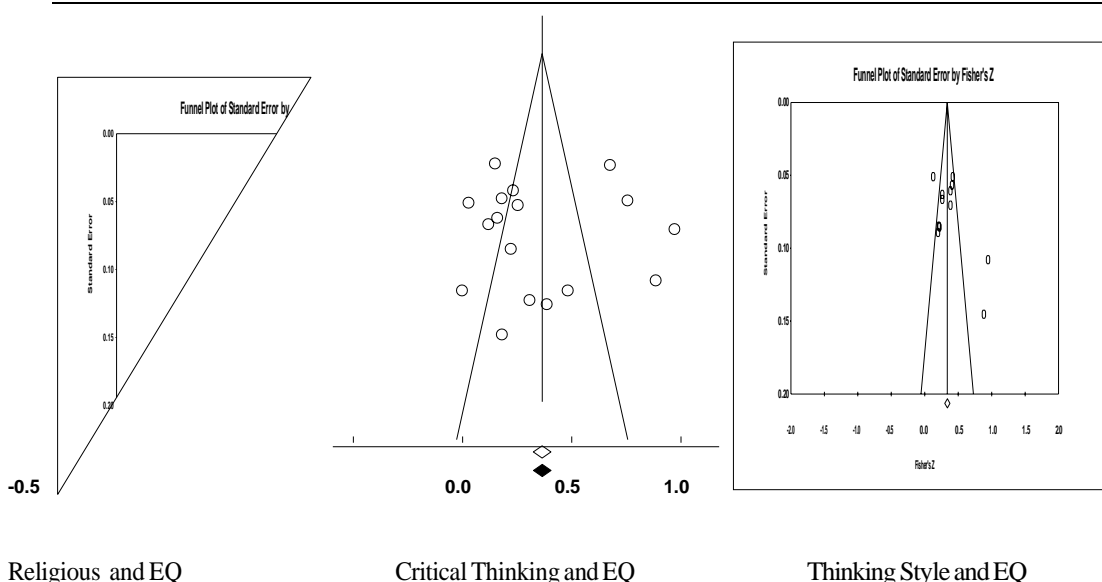 Funnel Plot of Standard Error by
0.00
0.05
0.10
0.15
0.20
Standard Error
-0.5
0.0 0.5 1.0
Funnel Plot of Standard Error by Fisher's Z
0.00
0.05
0.10
0.15
0.20
Standard Error
-2.0 -1.5 -1.0 -0.5 0.0 0.5 1.0 1.5 2.0
Fisher's Z
Religious and EQ Critical Thinking and EQ Thinking Style and EQ